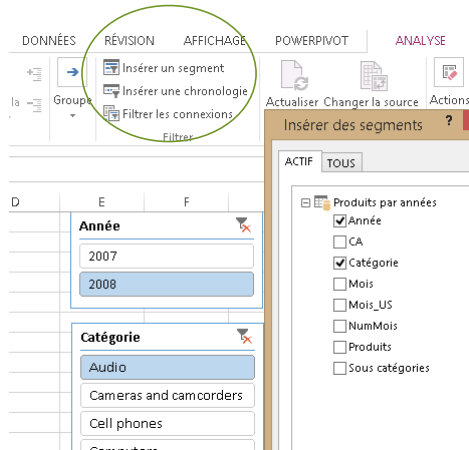 DONNÉES RÉVISION AFFICHAGE POWERPIVOT ANALYSE
Insérer un segment
Insérer une chronologie
Filtrer les connexions
Filtrer
la
Groupe
Actualiser Changer la source Actions
Insérer des segments ?
ACTIF TOUS
Produits par années
Année
CA
Catégorie
Mois
Mois_US
NumMois
Produits
Sous catégories
D E F
Année
2007
2008
Catégorie
Audio
Cameras and camcorders
Cell phones
Computers